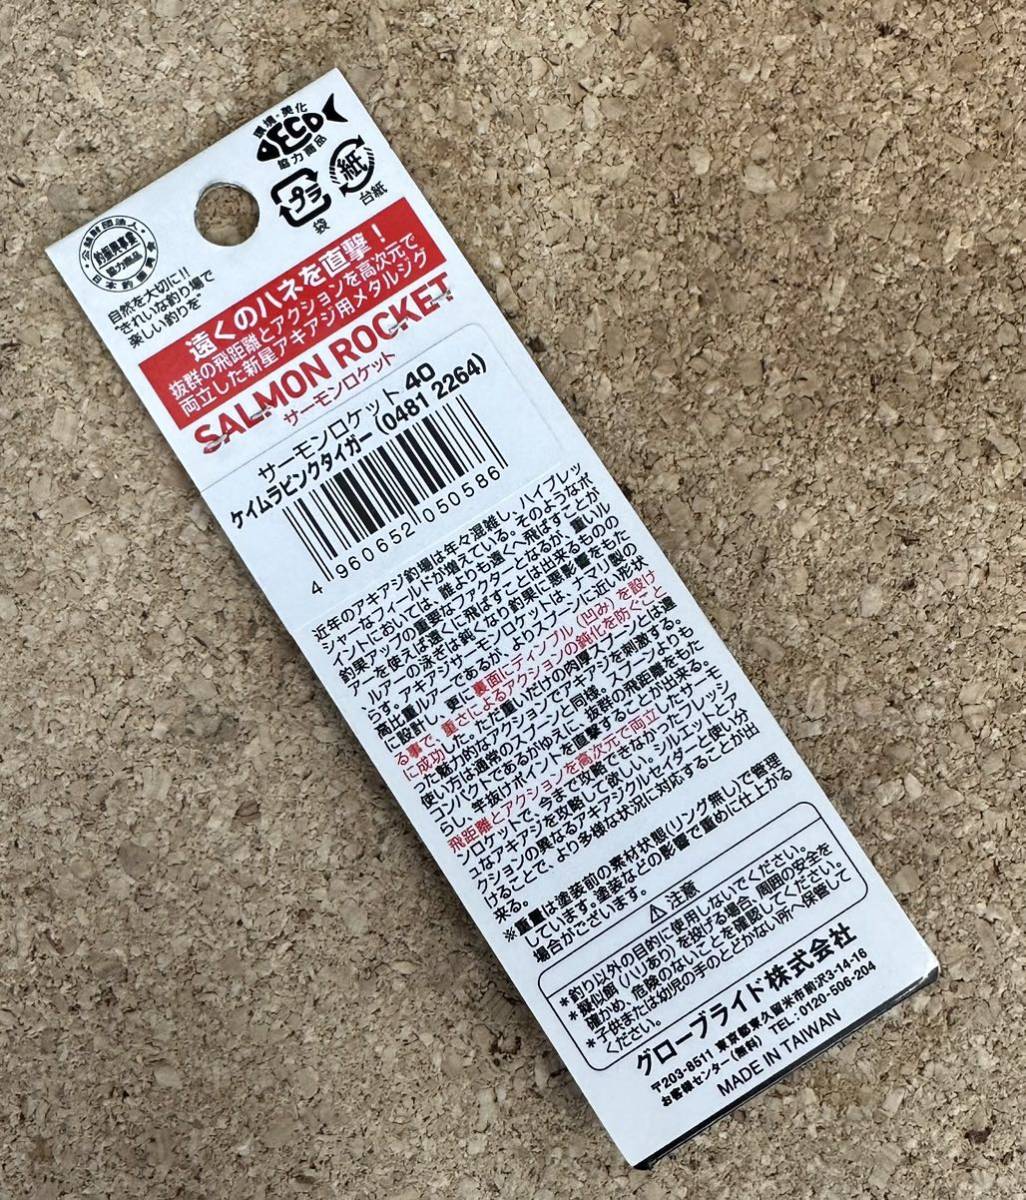 環境・美化
ECO
協力商品
プラ
袋
紙
台紙
公益財団法人
釣振興事業
協力商品
自然を大切に!!
"きれいな釣り場で
楽しい釣りを"
遠くのハネを直撃!
抜群の飛距離とアクションを高次元で
両立した新星アキアジ用メタルジグ
SALMON ROCKET
サーモンロケット
サーモンロケット 40
ケイムラピンクタイガー (0481 2264)
4 960652 050586
近年のアキアジ釣場は年々混雑し、ハイプレッ
シャーなフィールドが増えている。そのようなポ
イントにおいては、誰よりも遠くへ飛ばすことが
釣果アップの重要なファクターとなるが、重いル
アーを使えば遠くに飛ばすことは出来るものの
ルアーの泳ぎは鈍くなり釣果に悪影響をもた
らす。アキアジサーモンロケットは、ナマリ製の
高比重ルアーであるが、よりスプーンに近い形状
に設計し、更に裏面にディンプル(凹み)を設け
る事で、重さによるアクションの鈍化を防ぐこと
に成功した。ただ重いだけの肉厚スプーンとは違
った魅力的なアクションでアキアジを刺激する。
使い方は通常のスプーンと同様。スプーンよりも
コンパクトであるがゆえに、抜群の飛距離をもた
らし、竿抜けポイントを直撃することが出来る。
飛距離とアクションを高次元で両立したサーモ
ンロケットで、今まで攻略できなかったフレッシ
ュなアキアジを攻略して欲しい。シルエットとア
クションの異なるアキアジクルセイダーと使い分
けることで、より多様な状況に対応することが出
来る。
※重量は塗装前の素材状態(リング無し)で管理
しています。塗装などの影響で重めに仕上がる
場合がございます。
⚠ 注意
*釣り以外の目的に使用しないでください。
*擬似餌(ハリあり)を投げる場合、周囲の安全を
確かめ、危険のないことを確認してください。
*子供または幼児の手のとどかない所へ保管して
ください。
グローブライド株式会社
〒203-8511 東京都東久留米市前沢3-14-16
お客様センター(無料) TEL:0120-506-204
MADE IN TAIWAN